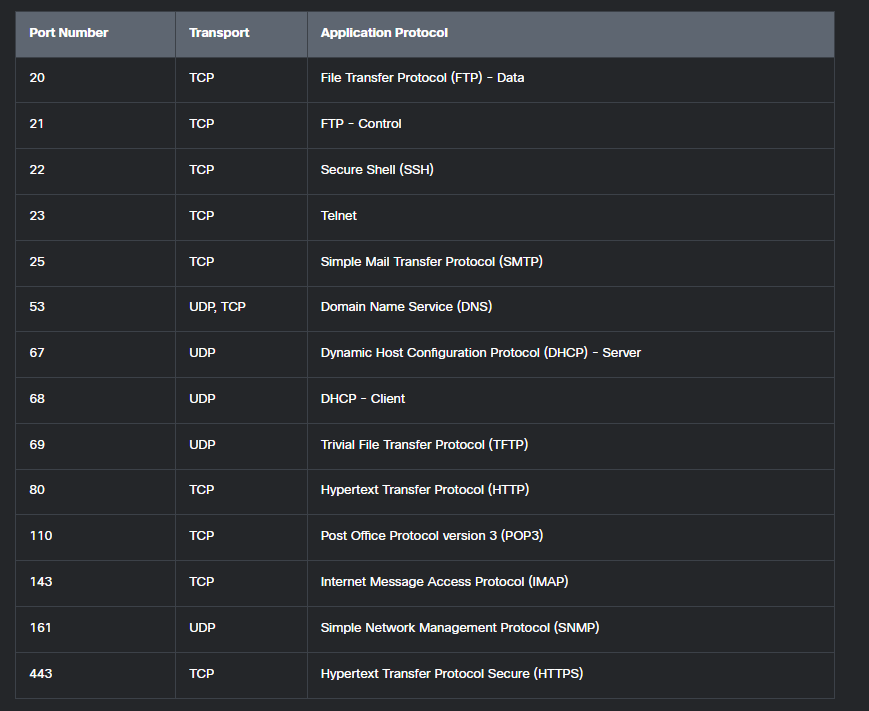 Port Number Transport Application Protocol
20 TCP File Transfer Protocol (FTP) - Data
21 TCP FTP - Control
22 TCP Secure Shell (SSH)
23 TCP Telnet
25 TCP Simple Mail Transfer Protocol (SMTP)
53 UDP, TCP Domain Name Service (DNS)
67 UDP Dynamic Host Configuration Protocol (DHCP) - Server
68 UDP DHCP - Client
69 UDP Trivial File Transfer Protocol (TFTP)
80 TCP Hypertext Transfer Protocol (HTTP)
110 TCP Post Office Protocol version 3 (POP3)
143 TCP Internet Message Access Protocol (IMAP)
161 UDP Simple Network Management Protocol (SNMP)
443 TCP Hypertext Transfer Protocol Secure (HTTPS)